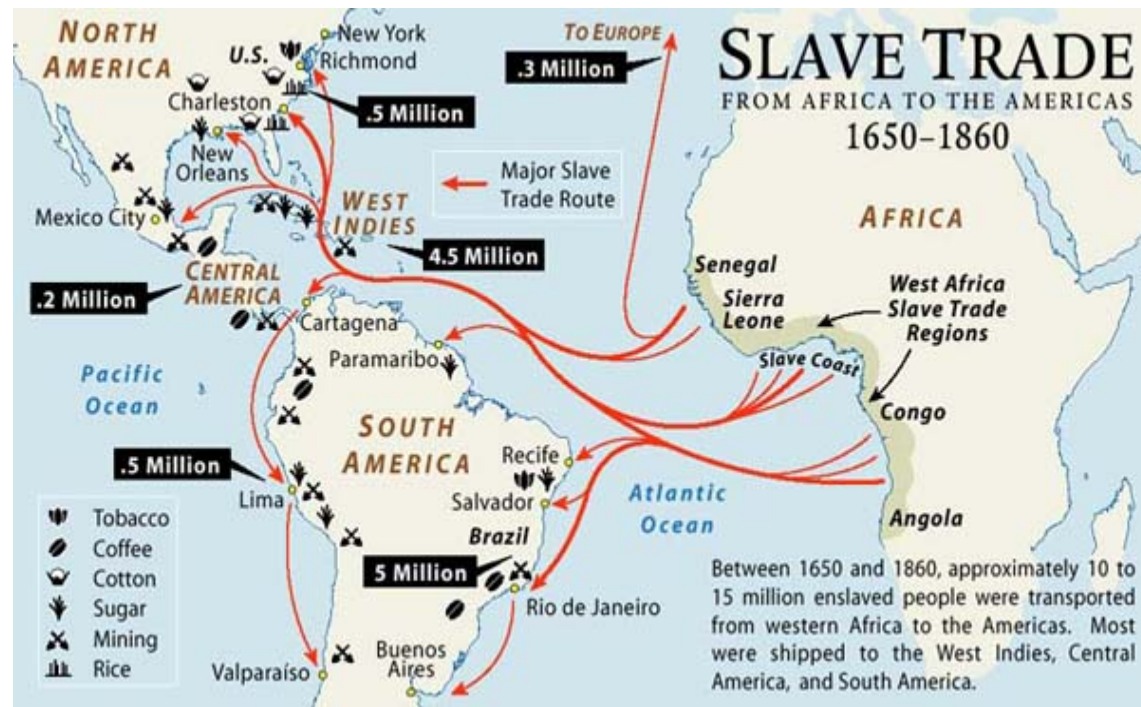 SLAVE TRADE
FROM AFRICA TO THE AMERICAS
1650–1860
NORTH
AMERICA
U.S.
New York
Richmond
Charleston
.5 Million
New
Orleans
Mexico City
WEST
INDIES
4.5 Million
CENTRAL
AMERICA
.2 Million
TO EUROPE
.3 Million
Major Slave
Trade Route
AFRICA
Senegal
Sierra
Leone
West Africa
Slave Trade
Regions
Slave Coast
Congo
Angola
Cartagena
Paramaribo
Pacific
Ocean
SOUTH
AMERICA
.5 Million
Lima
Recife
Salvador
Brazil
5 Million
Rio de Janeiro
Atlantic
Ocean
Buenos
Aires
Valparaíso
Tobacco
Coffee
Cotton
Sugar
Mining
Rice
Between 1650 and 1860, approximately 10 to
15 million enslaved people were transported
from western Africa to the Americas. Most
were shipped to the West Indies, Central
America, and South America.